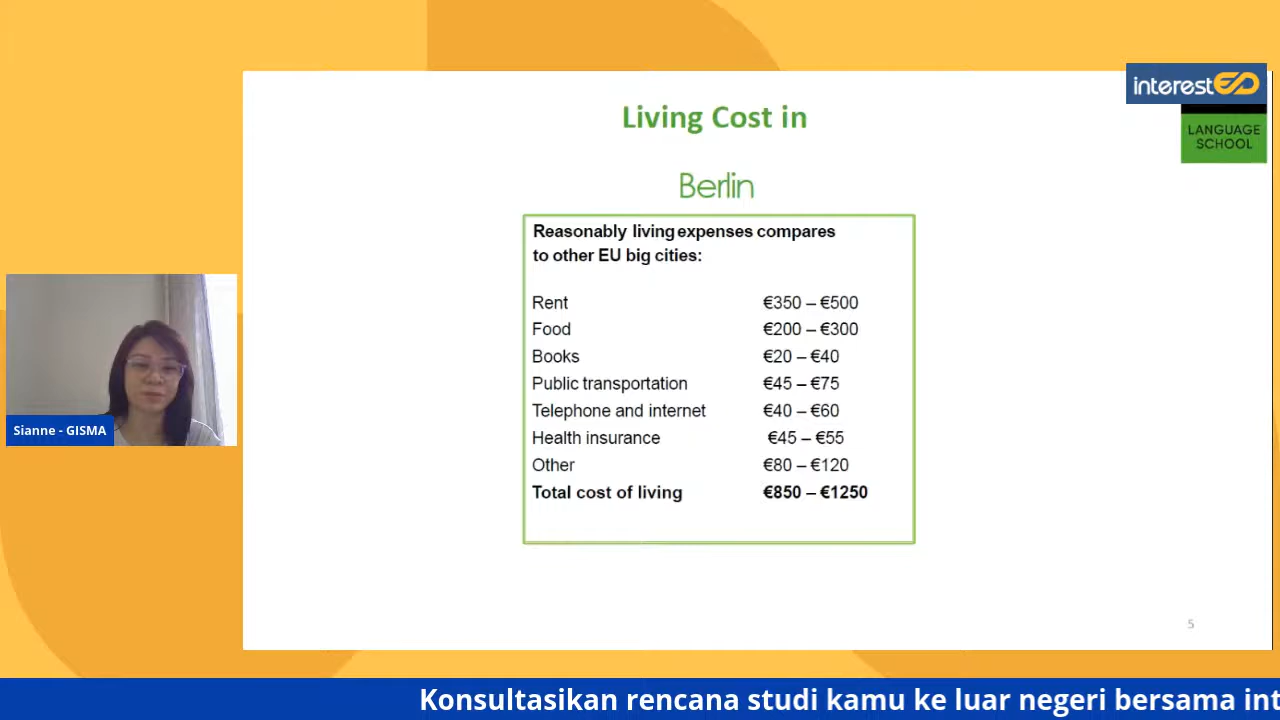 interest
LANGUAGE
SCHOOL
Living Cost in
Berlin
Reasonably living expenses compares
to other EU big cities:
Rent €350 – €500
Food €200 – €300
Books €20 – €40
Public transportation €45 – €75
Telephone and internet €40 – €60
Health insurance €45 – €55
Other €80 – €120
Total cost of living €850 – €1250
Sianne - GISMA
5
Konsultasikan rencana studi kamu ke luar negeri bersama int